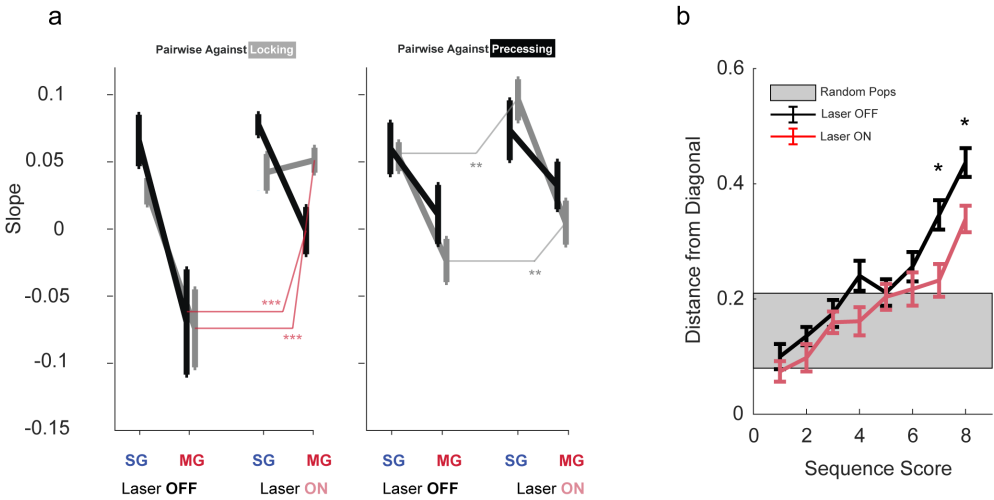 a
Pairwise Against Locking
Pairwise Against Precessing
Slope
0.1
0.05
0
-0.05
-0.1
-0.15
***
***
**
**
SG MG SG MG
Laser OFF Laser ON
SG MG SG MG
Laser OFF Laser ON
b
Distance from Diagonal
0.6
0.4
0.2
0
Random Pops
Laser OFF
Laser ON
*
*
0 2 4 6 8
Sequence Score